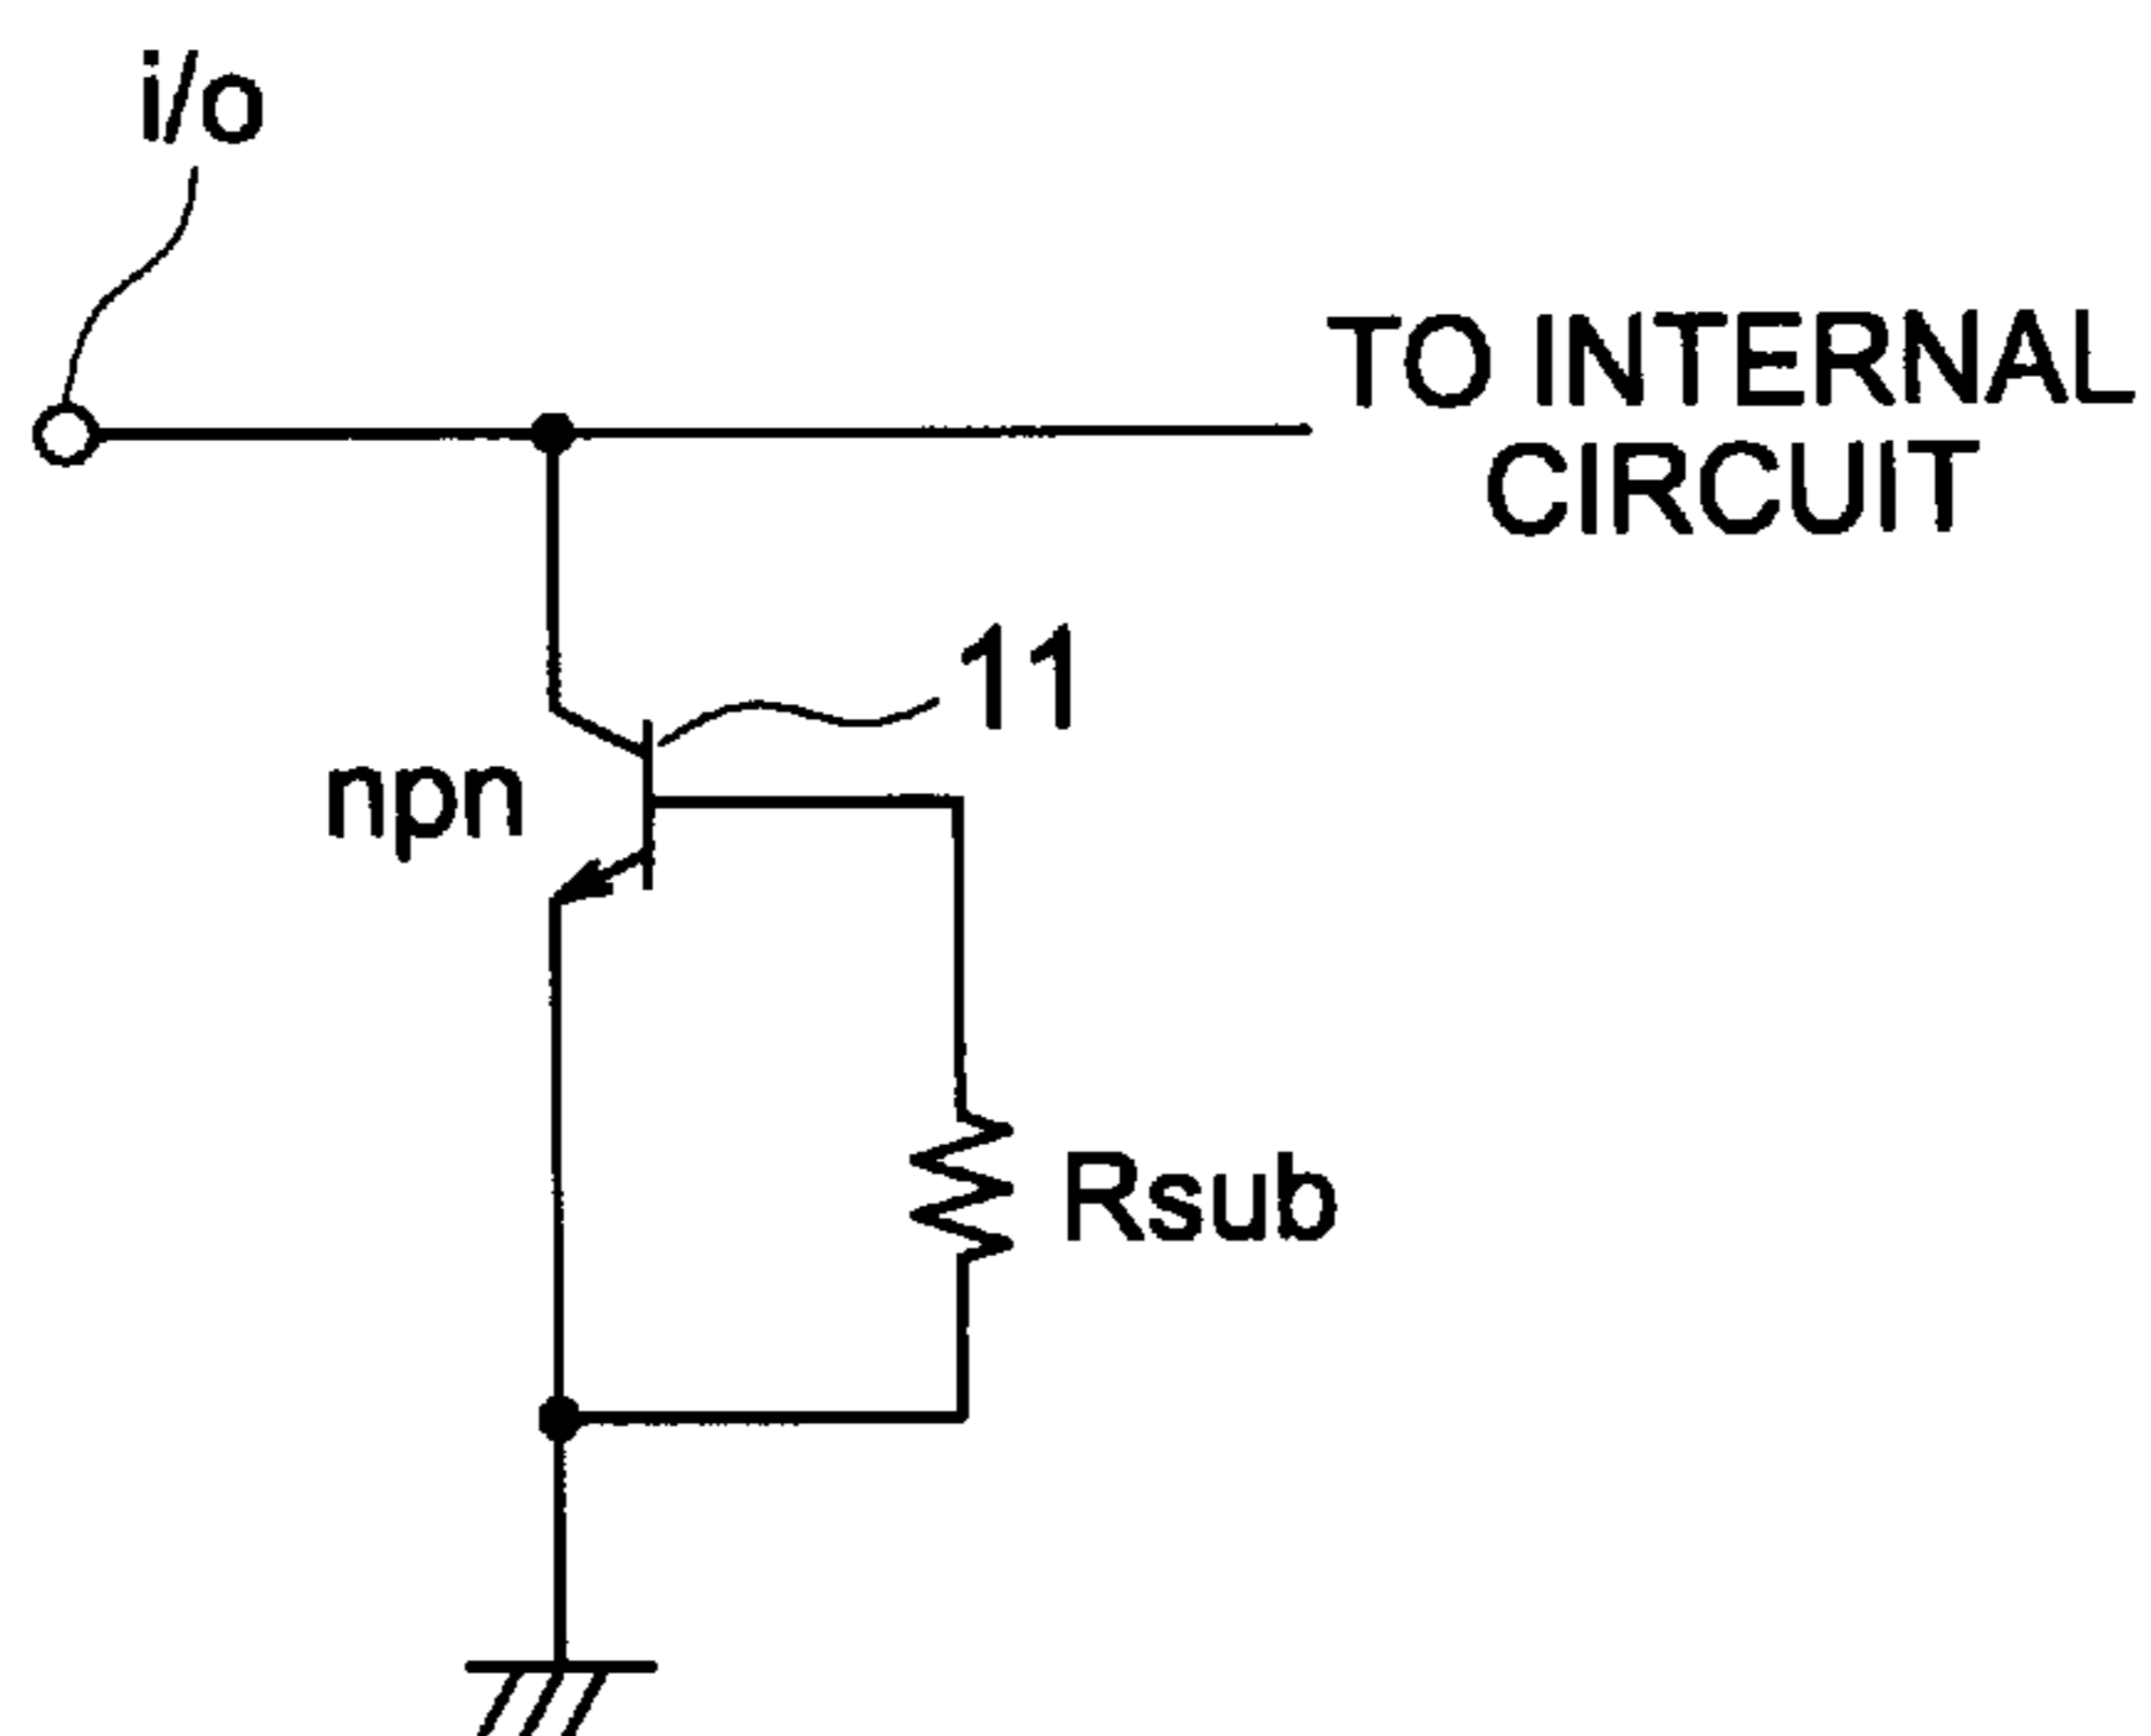 i/o
TO INTERNAL
CIRCUIT
11
npn
Rsub